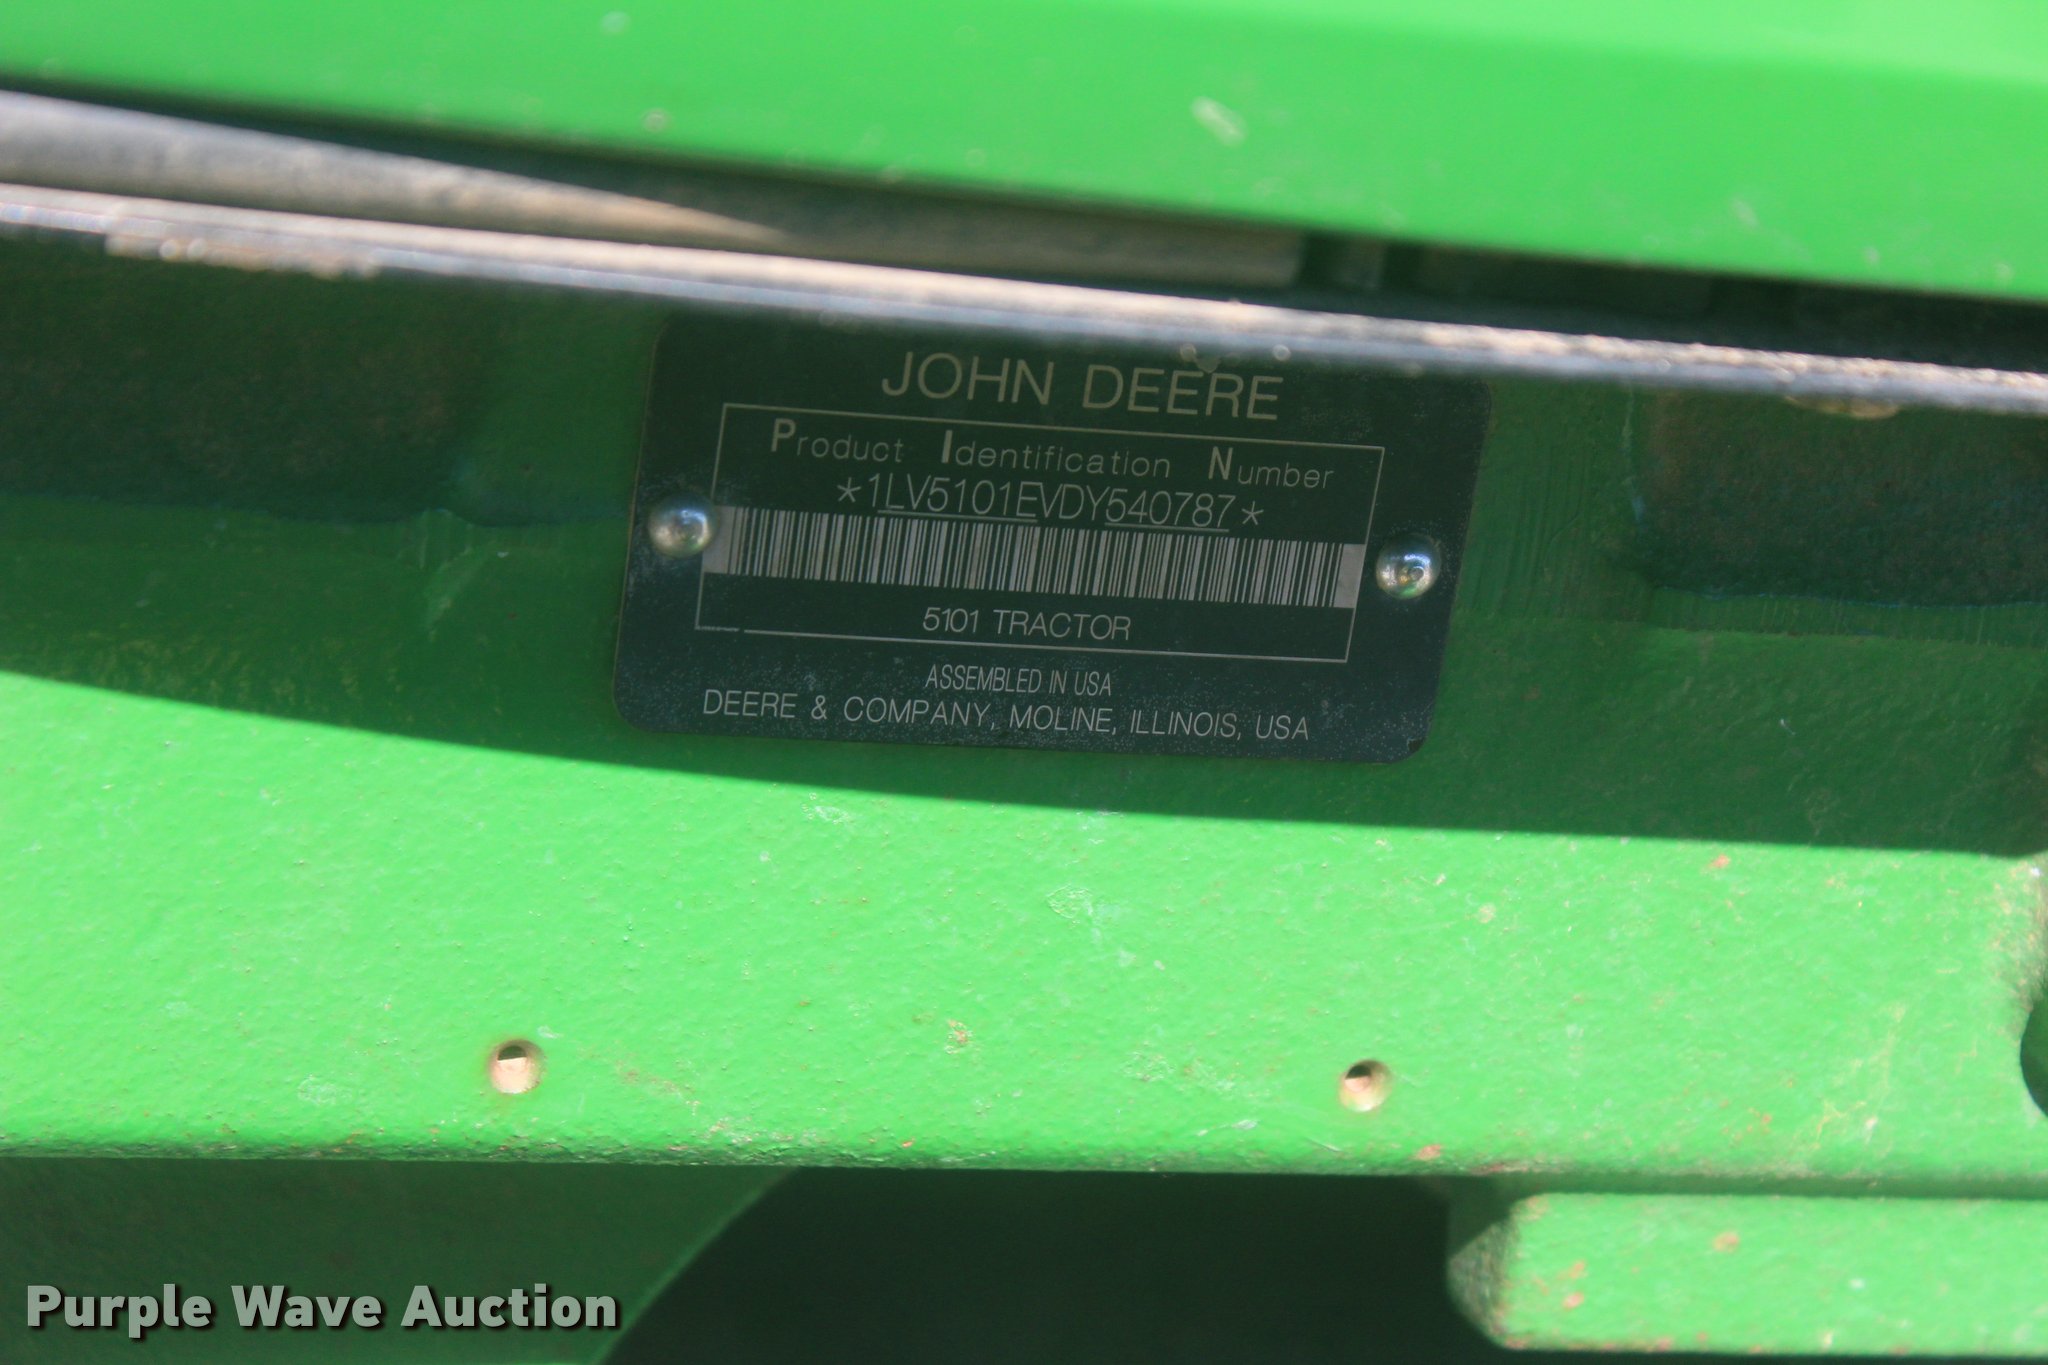 JOHN DEERE
Product Identification Number
*1LV5101EVDY540787*
5101 TRACTOR
ASSEMBLED IN USA
DEERE & COMPANY, MOLINE, ILLINOIS, USA
Purple Wave Auction